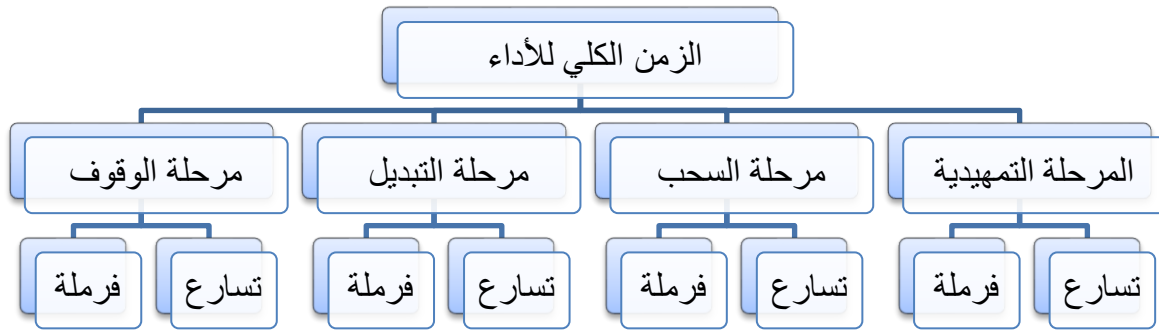 الزمن الكلي للأداء
المرحلة التمهيدية
مرحلة السحب
مرحلة التبديل
مرحلة الوقوف
تسارع
فرملة
تسارع
فرملة
تسارع
فرملة
تسارع
فرملة